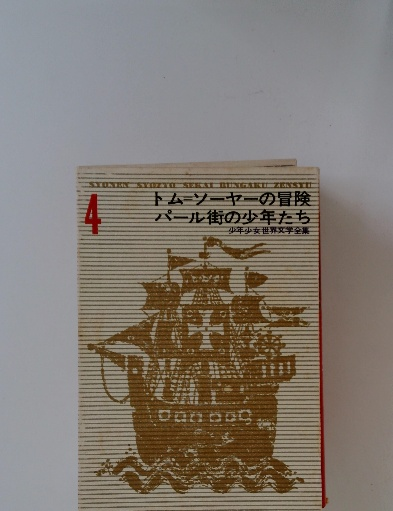 SYONEN SYOZYO SEKAI BUNGAKU ZENSYU
4
トム=ソーヤーの冒険
パール街の少年たち
少年少女世界文学全集